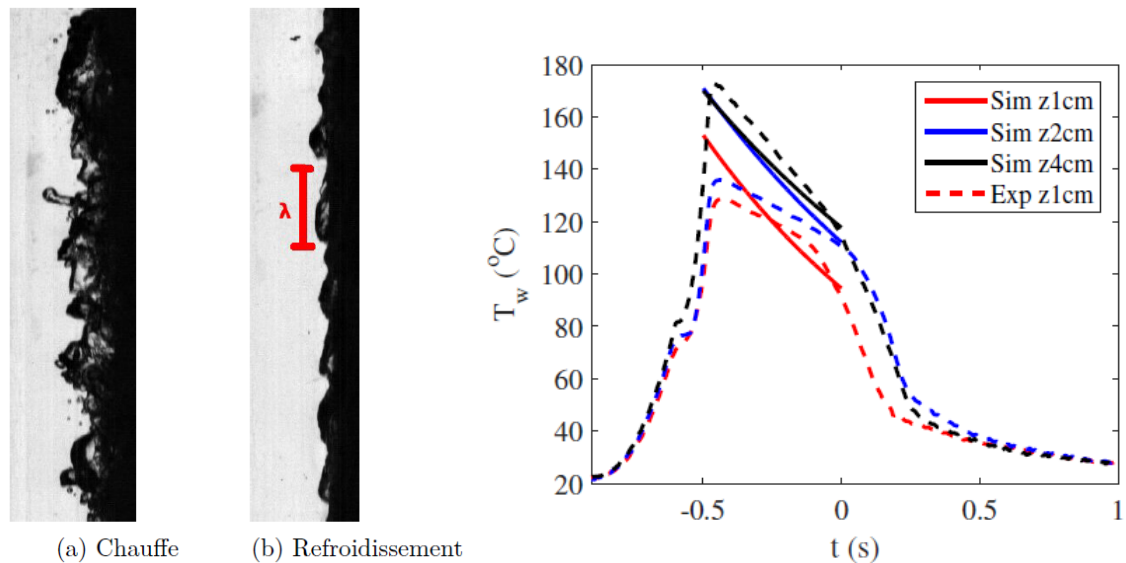 λ
(a) Chauffe
(b) Refroidissement
180
160
140
120
100
80
60
40
20
T_w (°C)
-0.5
0
0.5
1
t (s)
Sim z1cm
Sim z2cm
Sim z4cm
Exp z1cm